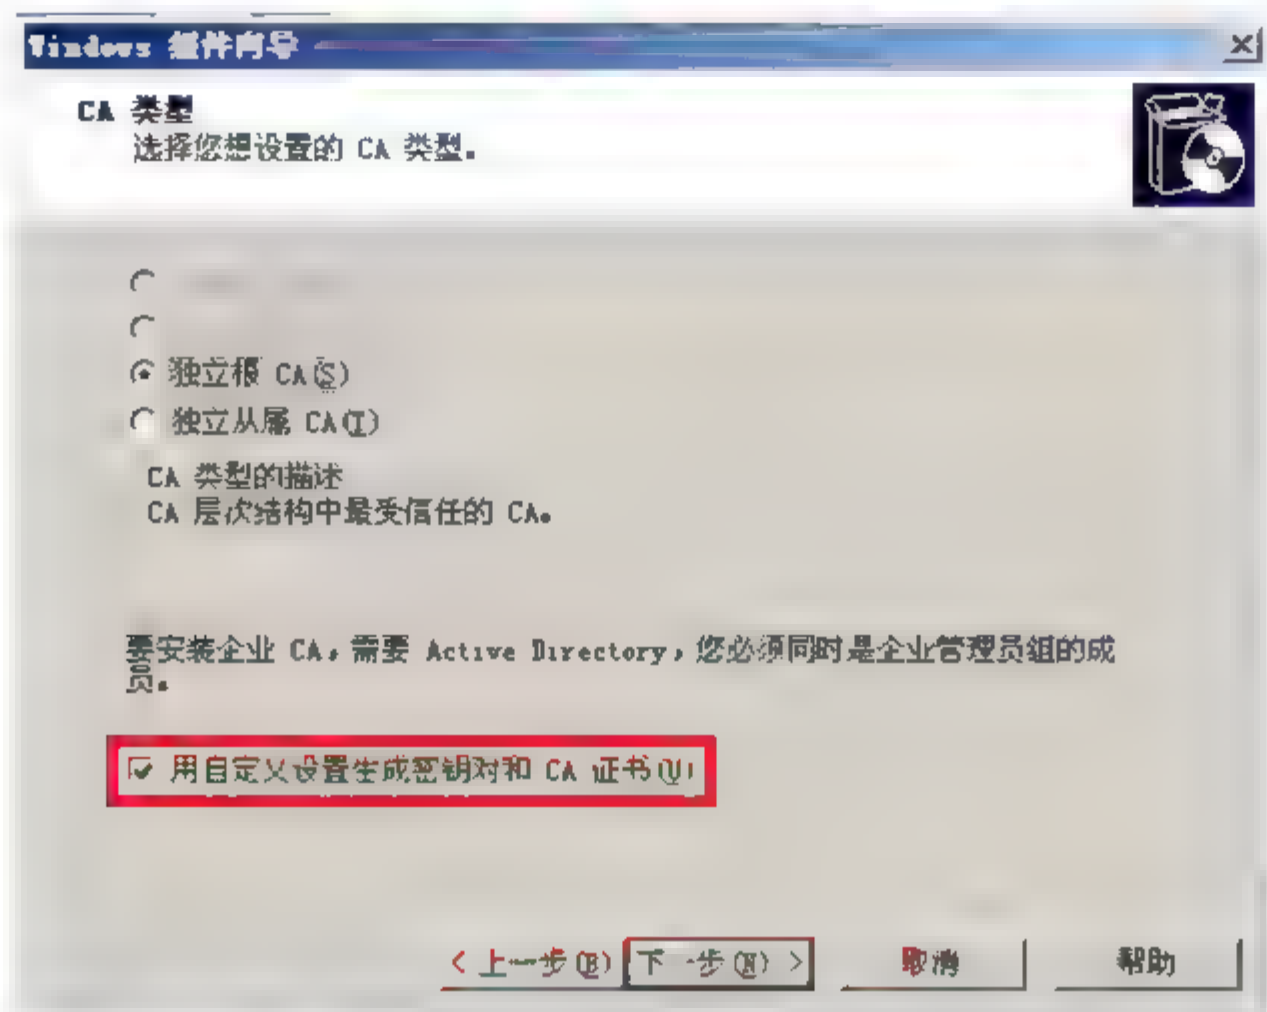 Windows 组件向导
CA 类型
选择您想设置的 CA 类型。
独立根 CA(S)
独立从属 CA(T)
CA 类型的描述
CA 层次结构中最受信任的 CA。
要安装企业 CA，需要 Active Directory，您必须同时是企业管理员组的成
员。
用自定义设置生成密钥对和 CA 证书(U)
< 上一步(B) 下一步(N) > 取消 帮助